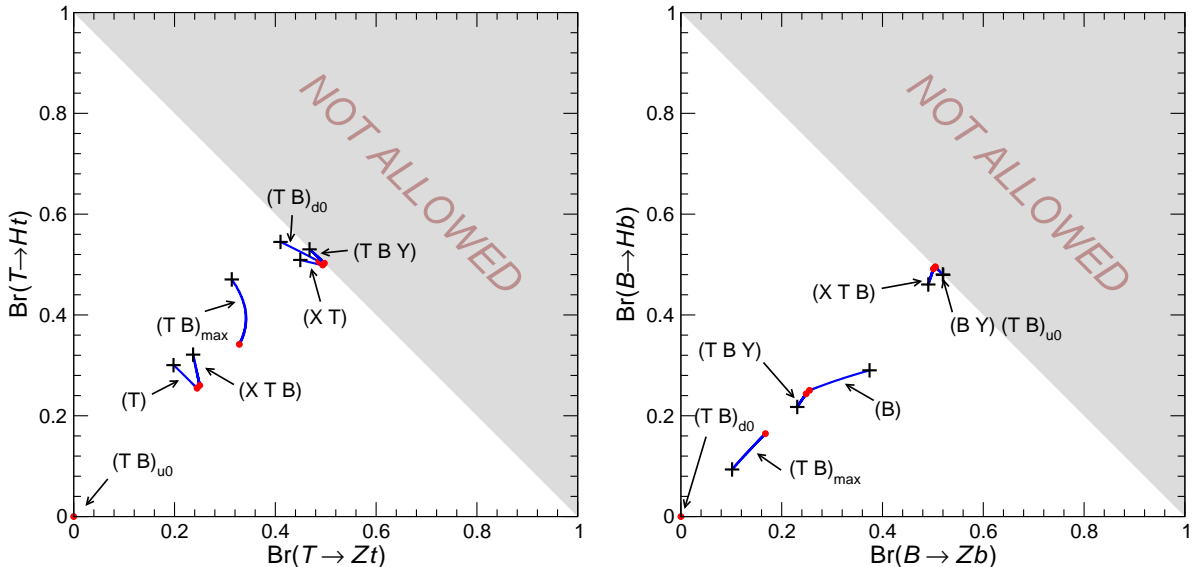 1
0.8
0.6
0.4
0.2
0
0
0.2
0.4
0.6
0.8
1
Br(T→Ht)
Br(T→Zt)
NOT ALLOWED
(T B)d0
(T B Y)
(X T)
(T B)max
(T)
(X T B)
(T B)u0
1
0.8
0.6
0.4
0.2
0
0
0.2
0.4
0.6
0.8
1
Br(B→Hb)
Br(B→Zb)
NOT ALLOWED
(X T B)
(B Y) (T B)u0
(T B Y)
(B)
(T B)d0
(T B)max